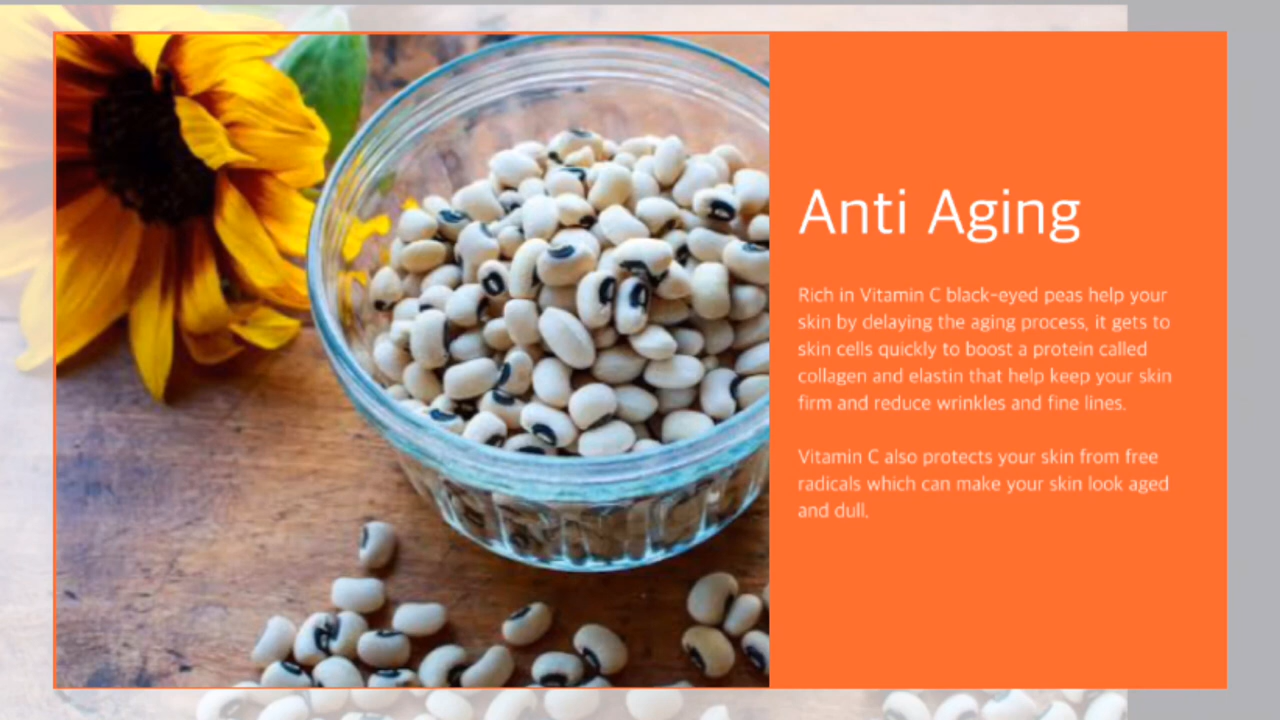 Anti Aging
Rich in Vitamin C black-eyed peas help your
skin by delaying the aging process, it gets to
skin cells quickly to boost a protein called
collagen and elastin that help keep your skin
firm and reduce wrinkles and fine lines.
Vitamin C also protects your skin from free
radicals which can make your skin look aged
and dull.